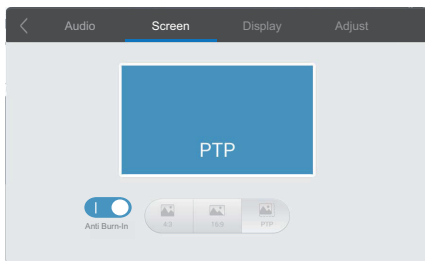 Audio Screen Display Adjust
PTP
Anti Burn-In 4:3 16:9 PTP